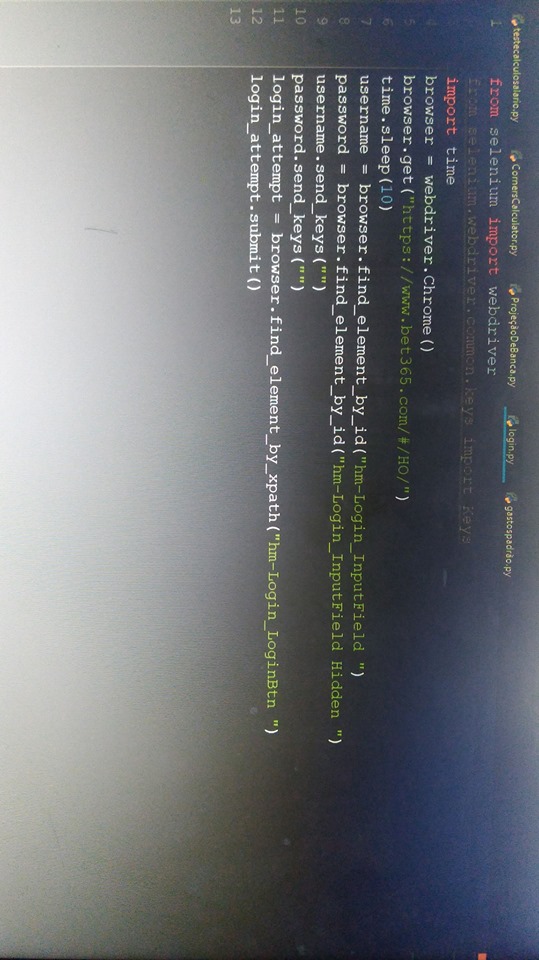 testecalculosalario.py CornersCalculator.py ProjeçãoDeBanca.py login.py gastospadrão.py
1 from selenium import webdriver
from selenium.webdriver.common.keys import Keys
import time
4 browser = webdriver.Chrome()
5 browser.get("https://www.bet365.com/#/HO/")
6 time.sleep(10)
7 username = browser.find_element_by_id("hm-Login_InputField ")
8 password = browser.find_element_by_id("hm-Login_InputField Hidden ")
9 username.send_keys("")
10 password.send_keys("")
11 login_attempt = browser.find_element_by_xpath("hm-Login_LoginBtn ")
12 login_attempt.submit()
13